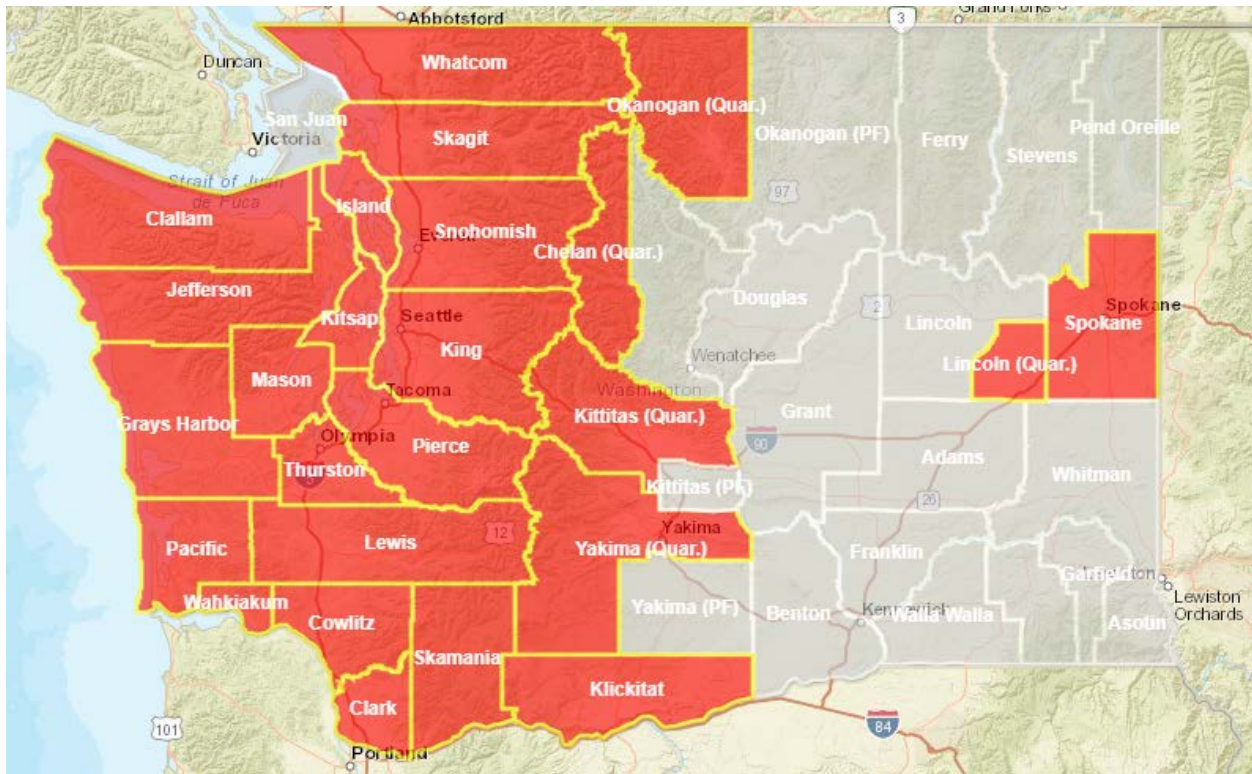 Abbotsford
3
Grand Forks
Duncan
Whatcom
Okanogan (Quar.)
San Juan
Victoria
Skagit
Okanogan (PF)
Ferry
Stevens
Pend Oreille
Strait of Juan
de Fuca
97
Clallam
Island
Everett
Snohomish
Chelan (Quar.)
Jefferson
Kitsap
Seattle
King
Douglas
2
Lincoln
Spokane
Spokane
Mason
Tacoma
Wenatchee
Washington
Lincoln (Quar.)
Grays Harbor
Kittitas (Quar.)
Grant
Olympia
Pierce
90
Adams
Thurston
5
Kittitas (PF)
26
Whitman
Pacific
Lewis
12
Yakima
Yakima (Quar.)
Franklin
Wahkiakum
Cowlitz
Yakima (PF)
Benton
Kennewick
Walla Walla
Garfield
Lewiston
Lewiston
Orchards
Asotin
Skamania
Clark
Klickitat
101
84
Portland